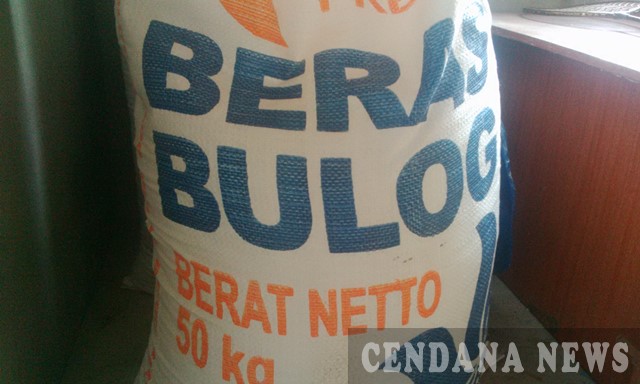 BERAS
BULOG
BERAT NETTO
50 kg
CENDANA NEWS